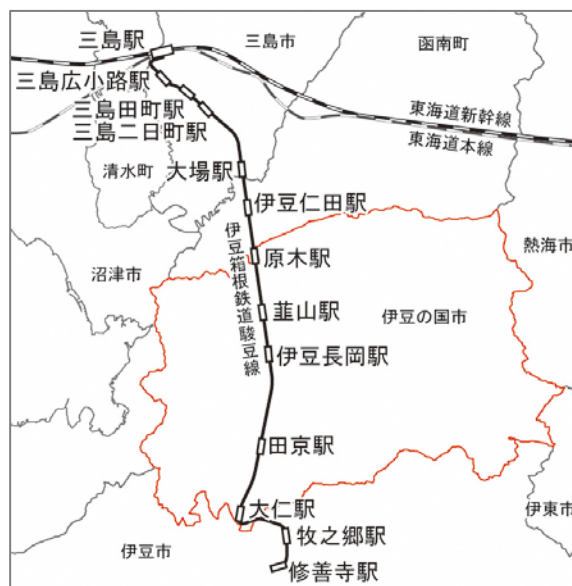 三島駅
三島市
函南町
三島広小路駅
三島田町駅
三島二日町駅
東海道新幹線
東海道本線
清水町
大場駅
伊豆仁田駅
熱海市
沼津市
原木駅
伊豆箱根鉄道駿豆線
韮山駅
伊豆の国市
伊豆長岡駅
田京駅
大仁駅
伊東市
牧之郷駅
伊豆市
修善寺駅